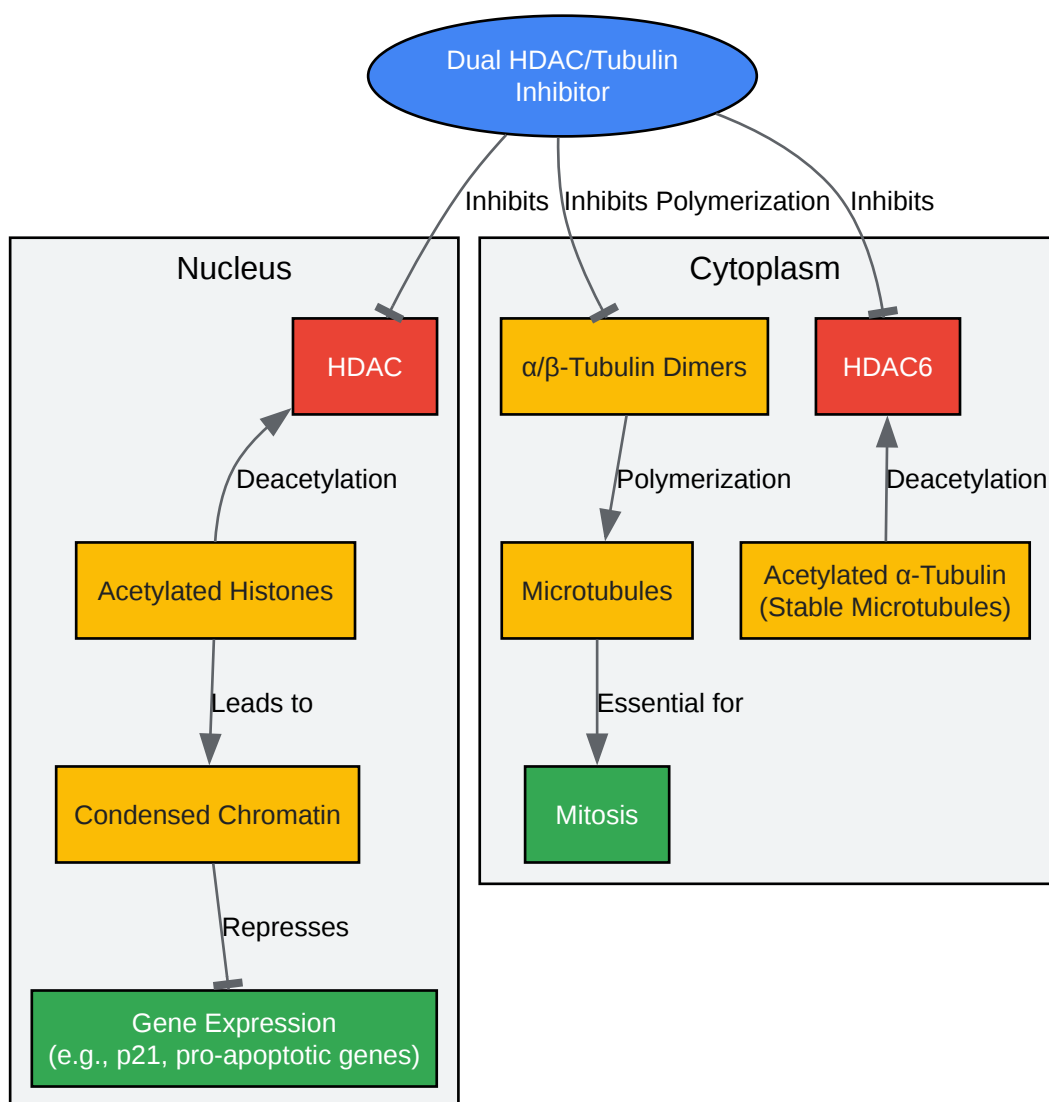 Dual HDAC/Tubulin
Inhibitor
Inhibits
Inhibits Polymerization
Inhibits
Nucleus
Cytoplasm
HDAC
α/β-Tubulin Dimers
HDAC6
Deacetylation
Polymerization
Deacetylation
Acetylated Histones
Microtubules
Acetylated α-Tubulin
(Stable Microtubules)
Leads to
Essential for
Condensed Chromatin
Mitosis
Represses
Gene Expression
(e.g., p21, pro-apoptotic genes)